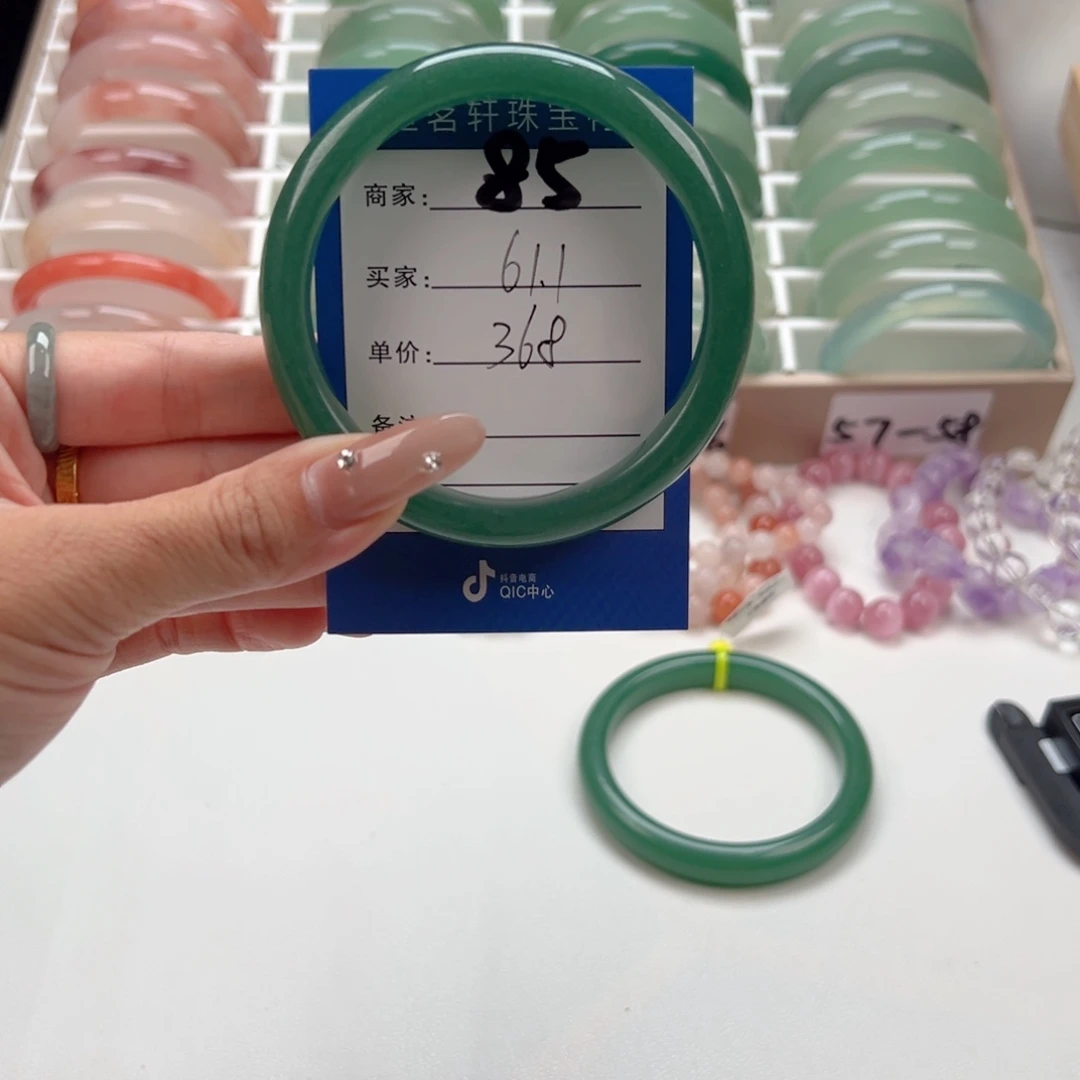 名轩珠宝
商家: 85
买家: 61.1
单价: 368
抖音电商
QIC中心
57-58